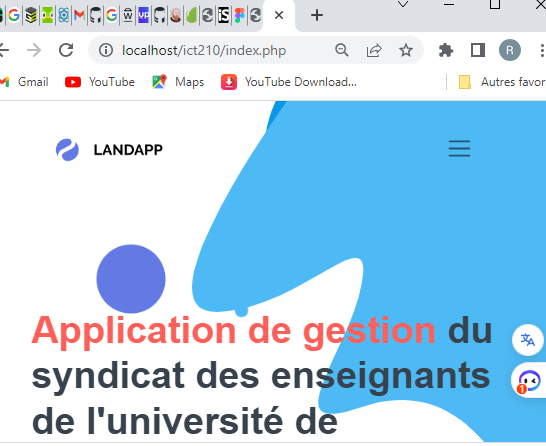 localhost/ict210/index.php
R
Gmail
YouTube
Maps
YouTube Download...
Autres favor
LANDAPP
Application de gestion du
syndicat des enseignants
de l'université de
1